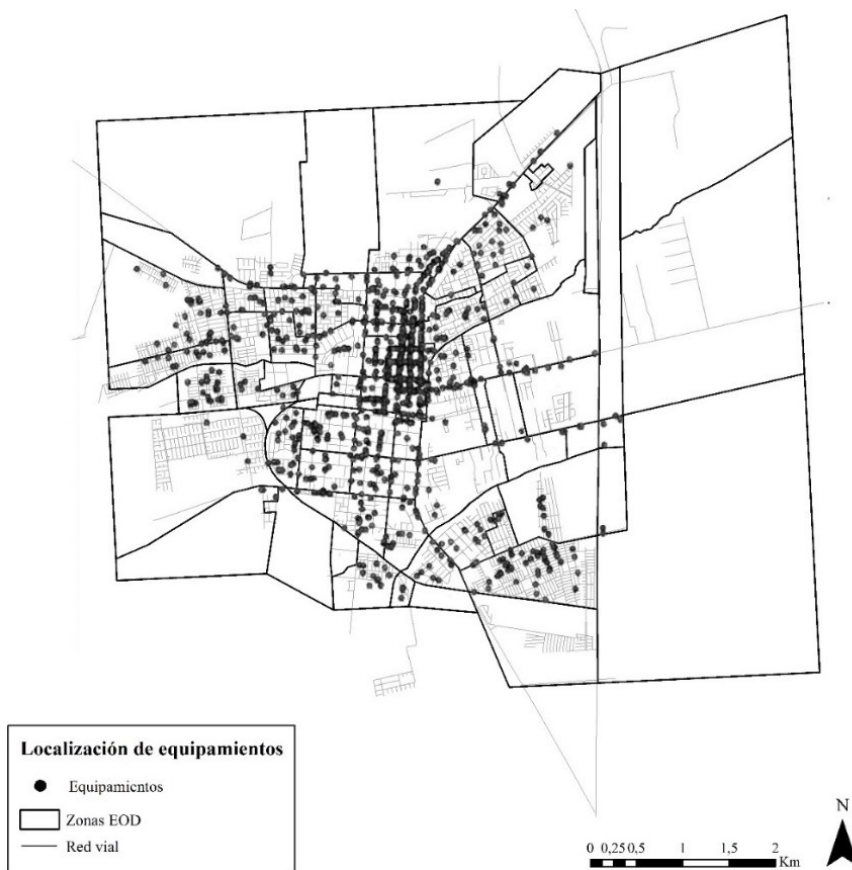 Localización de equipamientos
Equipamientos
Zonas EOD
Red vial
N
0 0,25 0,5 1 1,5 2
Km